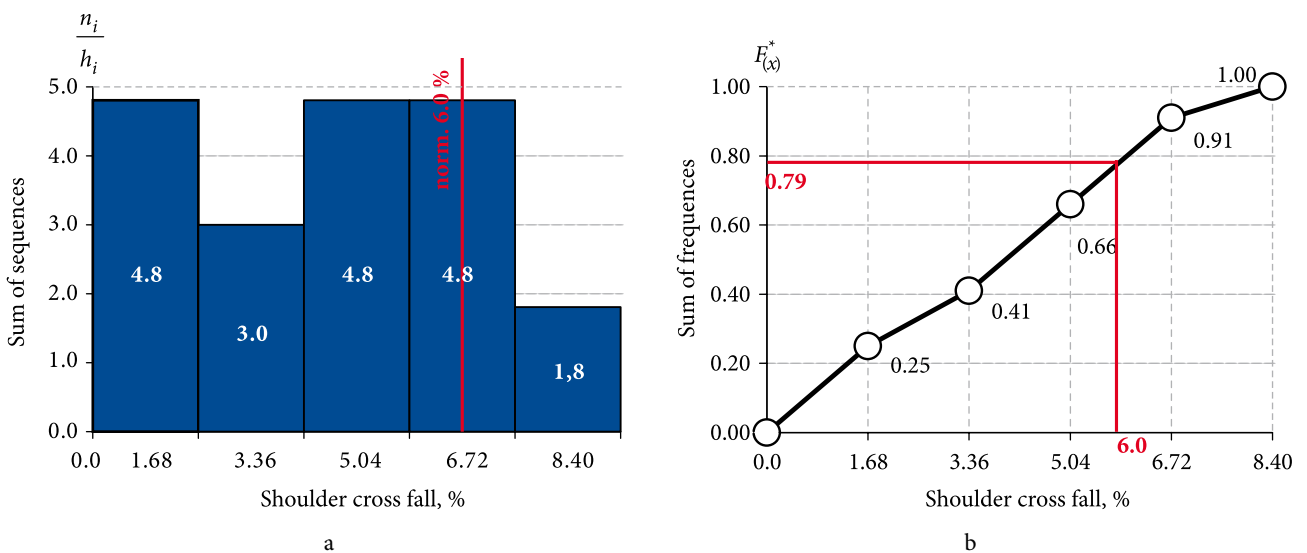 n_i
h_i
5.0
4.0
3.0
2.0
1.0
0.0
Sum of sequences
norm. 6.0 %
4.8
3.0
4.8
4.8
1,8
0.0 1.68 3.36 5.04 6.72 8.40
Shoulder cross fall, %
a
F*(x)
1.00
0.80
0.60
0.40
0.20
0.00
Sum of frequences
0.79
1.00
0.91
0.66
0.41
0.25
6.0
0.0 1.68 3.36 5.04 6.72 8.40
Shoulder cross fall, %
b